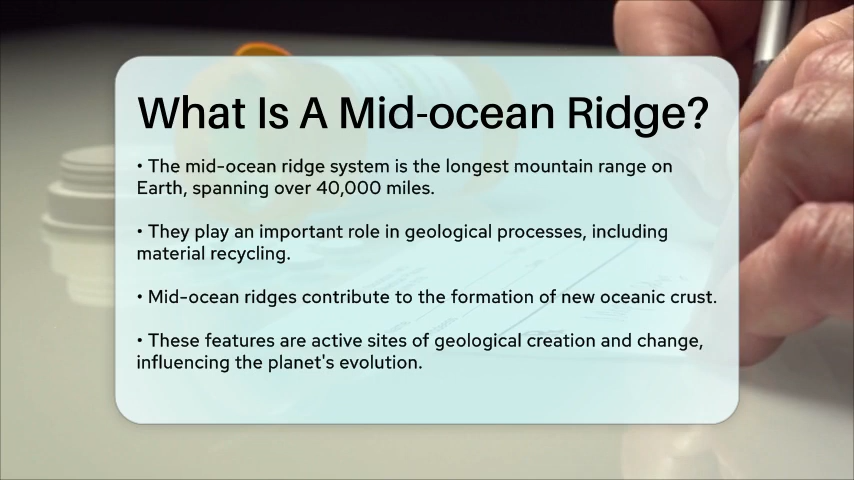 What Is A Mid-ocean Ridge?
• The mid-ocean ridge system is the longest mountain range on
Earth, spanning over 40,000 miles.
• They play an important role in geological processes, including
material recycling.
• Mid-ocean ridges contribute to the formation of new oceanic crust.
• These features are active sites of geological creation and change,
influencing the planet's evolution.